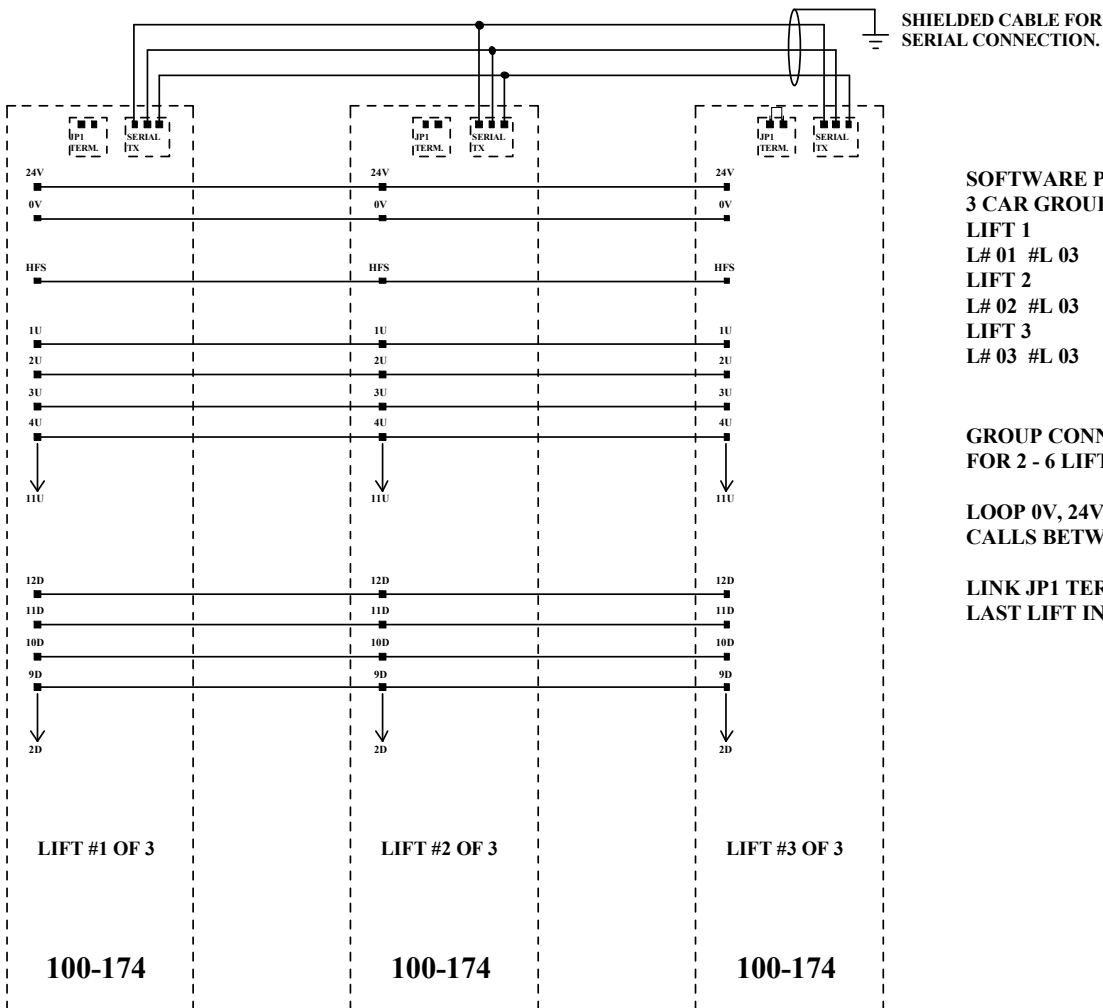 SHIELDED CABLE FOR
SERIAL CONNECTION.
JP1 TERM.
SERIAL TX
JP1 TERM.
SERIAL TX
JP1 TERM.
SERIAL TX
24V 24V 24V
0V 0V 0V
HFS HFS HFS
1U 1U 1U
2U 2U 2U
3U 3U 3U
4U 4U 4U
11U 11U 11U
12D 12D 12D
11D 11D 11D
10D 10D 10D
9D 9D 9D
2D 2D 2D
LIFT #1 OF 3 LIFT #2 OF 3 LIFT #3 OF 3
100-174 100-174 100-174
SOFTWARE P
3 CAR GROU
LIFT 1
L# 01 #L 03
LIFT 2
L# 02 #L 03
LIFT 3
L# 03 #L 03
GROUP CONN
FOR 2 - 6 LIFT
LOOP 0V, 24V
CALLS BETW
LINK JP1 TER
LAST LIFT IN